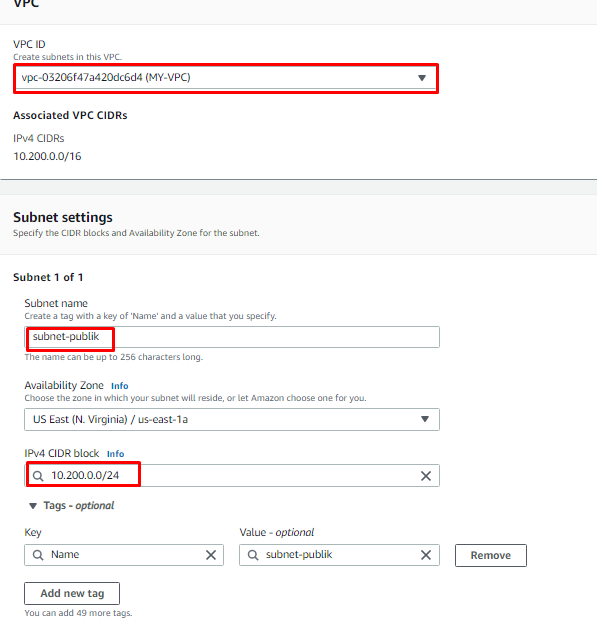 VPC
VPC ID
Create subnets in this VPC.
vpc-03206f47a420dc6d4 (MY-VPC)
Associated VPC CIDRs
IPv4 CIDRs
10.200.0.0/16
Subnet settings
Specify the CIDR blocks and Availability Zone for the subnet.
Subnet 1 of 1
Subnet name
Create a tag with a key of 'Name' and a value that you specify.
subnet-publik
The name can be up to 256 characters long.
Availability Zone Info
Choose the zone in which your subnet will reside, or let Amazon choose one for you.
US East (N. Virginia) / us-east-1a
IPv4 CIDR block Info
10.200.0.0/24
Tags - optional
Key Value - optional
Name subnet-publik Remove
Add new tag
You can add 49 more tags.